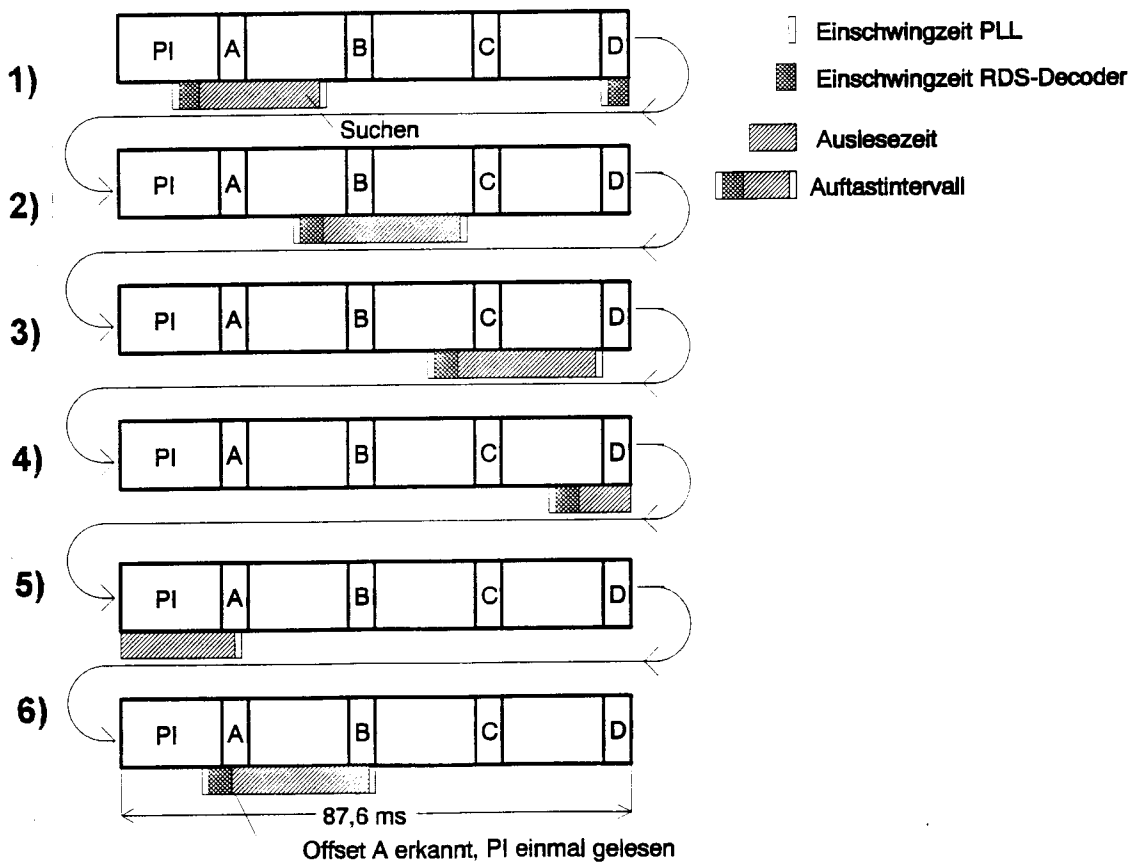 PI A B C D
Einschwingzeit PLL
1)
Einschwingzeit RDS-Decoder
Suchen
Auslesezeit
PI A B C D
Auftastintervall
2)
PI A B C D
3)
PI A B C D
4)
PI A B C D
5)
PI A B C D
6)
87,6 ms
Offset A erkannt, PI einmal gelesen